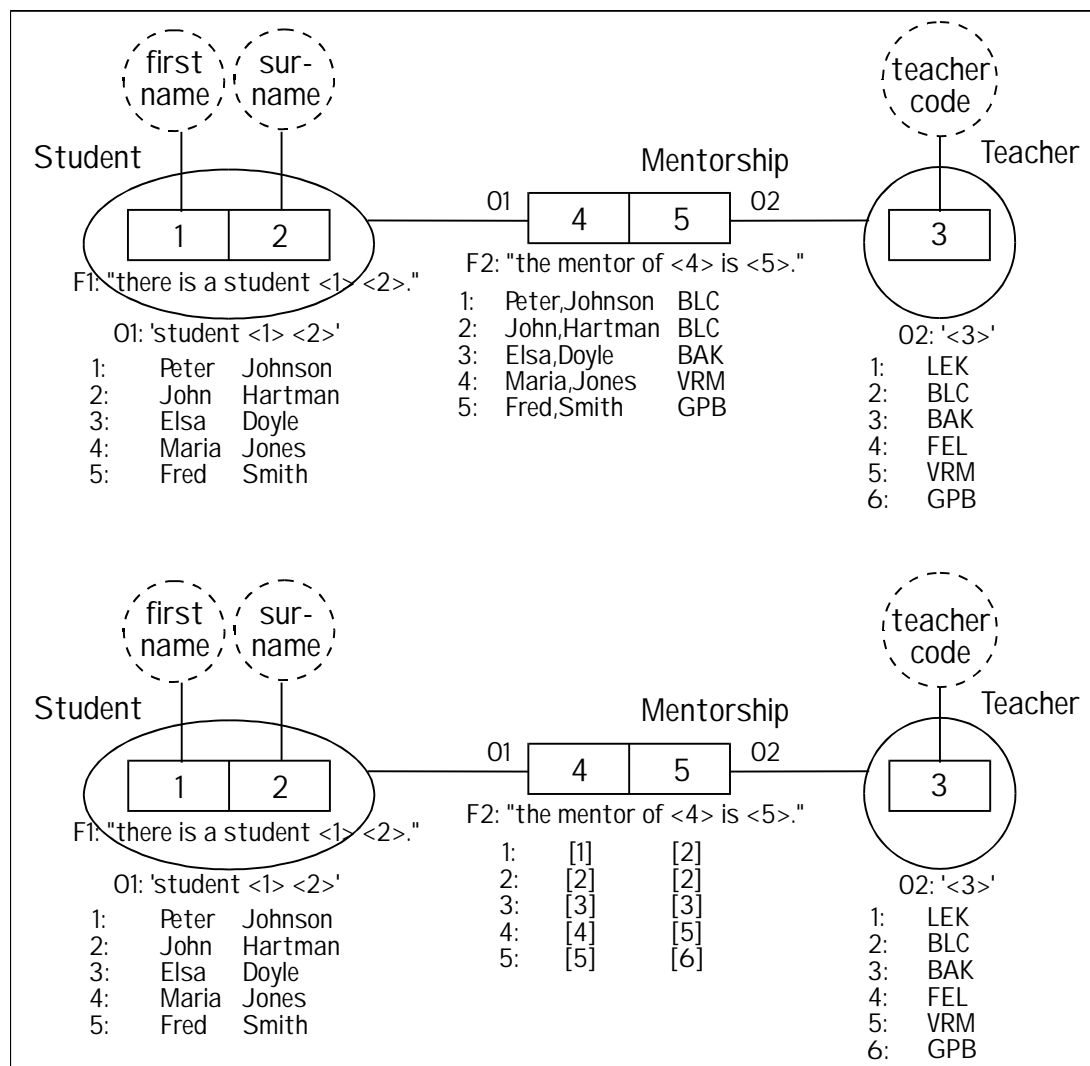 first
name
sur-
name
teacher
code
Student
Mentorship
Teacher
O1
4
5
O2
1
2
3
F1: "there is a student <1> <2>."
F2: "the mentor of <4> is <5>."
O1: 'student <1> <2>'
O2: '<3>'
1: Peter Johnson
2: John Hartman
3: Elsa Doyle
4: Maria Jones
5: Fred Smith
1: Peter,Johnson BLC
2: John,Hartman BLC
3: Elsa,Doyle BAK
4: Maria,Jones VRM
5: Fred,Smith GPB
1: LEK
2: BLC
3: BAK
4: FEL
5: VRM
6: GPB
first
name
sur-
name
teacher
code
Student
Mentorship
Teacher
O1
4
5
O2
1
2
3
F1: "there is a student <1> <2>."
F2: "the mentor of <4> is <5>."
O1: 'student <1> <2>'
O2: '<3>'
1: Peter Johnson
2: John Hartman
3: Elsa Doyle
4: Maria Jones
5: Fred Smith
1: [1] [2]
2: [2] [2]
3: [3] [3]
4: [4] [5]
5: [5] [6]
1: LEK
2: BLC
3: BAK
4: FEL
5: VRM
6: GPB